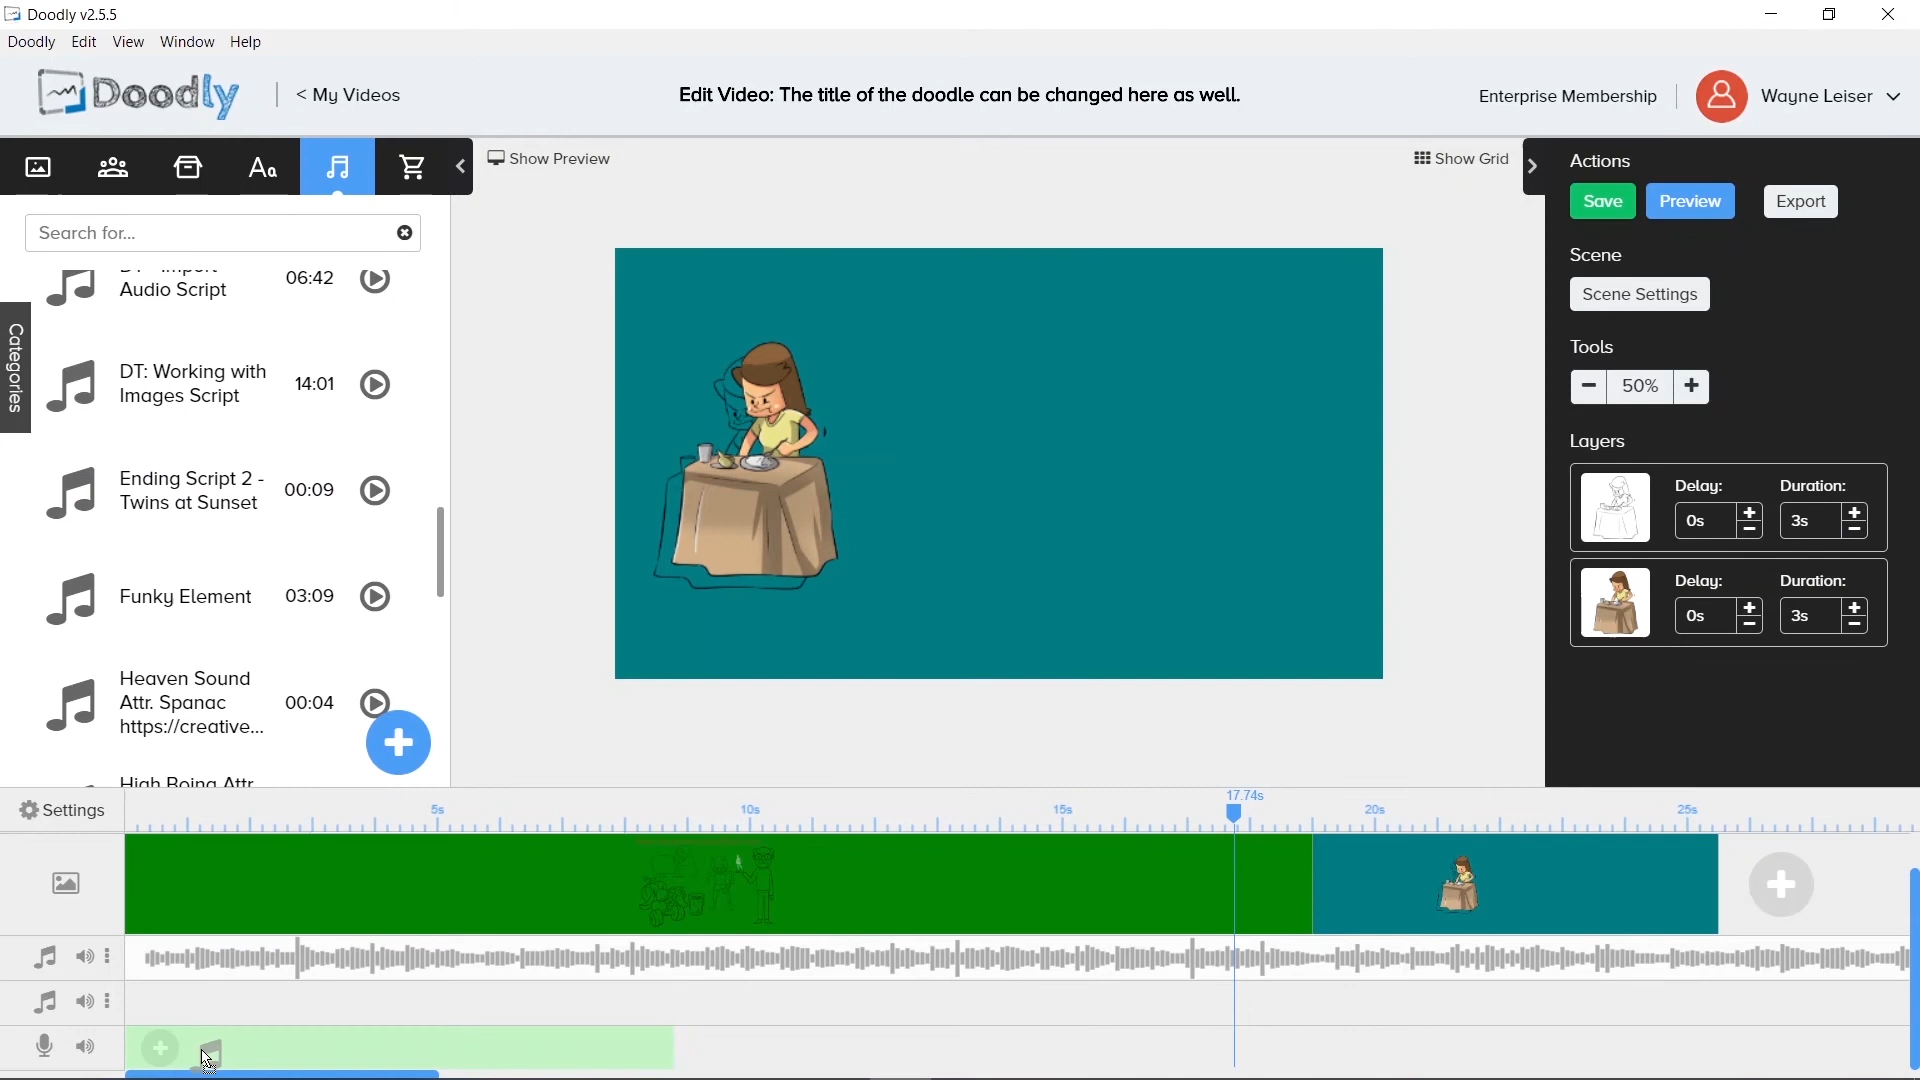 Doodly v2.5.5
Doodly Edit View Window Help
Doodly < My Videos Edit Video: The title of the doodle can be changed here as well. Enterprise Membership Wayne Leiser
Aa
Show Preview Show Grid
Actions
Save Preview Export
Search for...
Audio Script 06:42
Categories
DT: Working with
Images Script 14:01
Ending Script 2 -
Twins at Sunset 00:09
Funky Element 03:09
Heaven Sound
Attr. Spanac
https://creative... 00:04
Scene
Scene Settings
Tools
50%
Layers
Delay: Duration:
0s 3s
Delay: Duration:
0s 3s
Settings 5s 10s 15s 17.74s 20s 25s